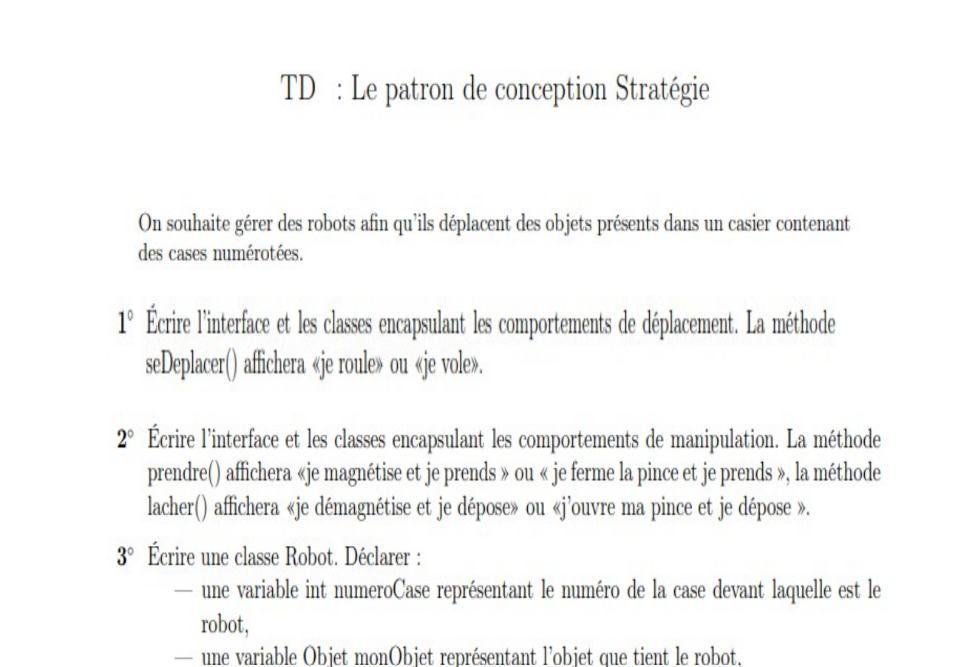 TD : Le patron de conception Stratégie
On souhaite gérer des robots afin qu'ils déplacent des objets présents dans un casier contenant
des cases numérotées.
1° Écrire l'interface et les classes encapsulant les comportements de déplacement. La méthode
seDeplacer() affichera «je roule» ou «je vole».
2° Écrire l'interface et les classes encapsulant les comportements de manipulation. La méthode
prendre() affichera «je magnétise et je prends » ou « je ferme la pince et je prends », la méthode
lacher() affichera «je démagnétise et je dépose» ou «j'ouvre ma pince et je dépose ».
3° Écrire une classe Robot. Déclarer :
— une variable int numeroCase représentant le numéro de la case devant laquelle est le
robot,
— une variable Objet monObjet représentant l'objet que tient le robot,